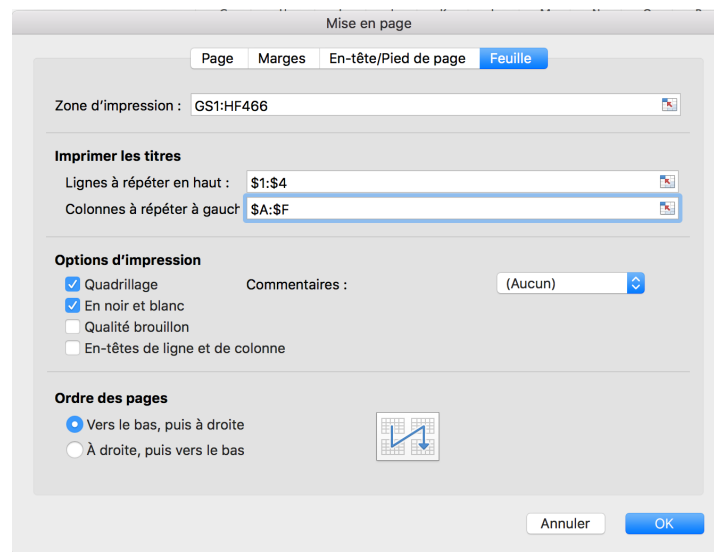 Mise en page
Page Marges En-tête/Pied de page Feuille
Zone d'impression : GS1:HF466
Imprimer les titres
Lignes à répéter en haut : $1:$4
Colonnes à répéter à gauch $A:$F
Options d'impression
Quadrillage Commentaires : (Aucun)
En noir et blanc
Qualité brouillon
En-têtes de ligne et de colonne
Ordre des pages
Vers le bas, puis à droite
À droite, puis vers le bas
Annuler OK